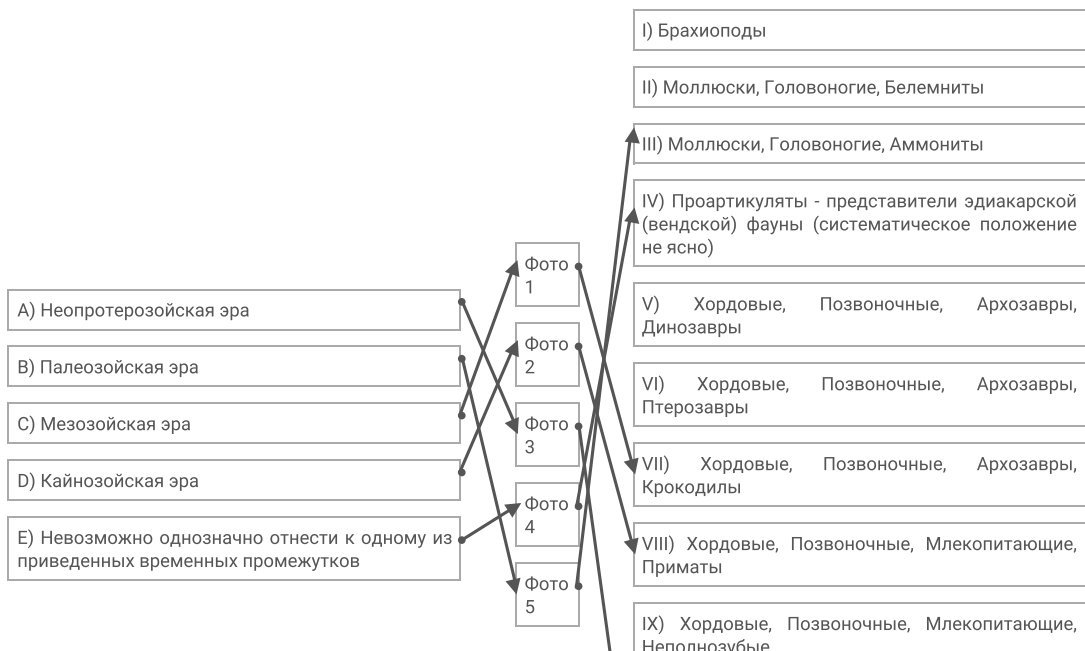 I) Брахиоподы
II) Моллюски, Головоногие, Белемниты
III) Моллюски, Головоногие, Аммониты
IV) Проартикуляты - представители эдиакарской
(вендской) фауны (систематическое положение
не ясно)
V) Хордовые, Позвоночные, Архозавры,
Динозавры
VI) Хордовые, Позвоночные, Архозавры,
Птерозавры
VII) Хордовые, Позвоночные, Архозавры,
Крокодилы
VIII) Хордовые, Позвоночные, Млекопитающие,
Приматы
IX) Хордовые, Позвоночные, Млекопитающие,
Неполнозубые
Фото
1
Фото
2
Фото
3
Фото
4
Фото
5
A) Неопротерозойская эра
B) Палеозойская эра
C) Мезозойская эра
D) Кайнозойская эра
E) Невозможно однозначно отнести к одному из
приведенных временных промежутков